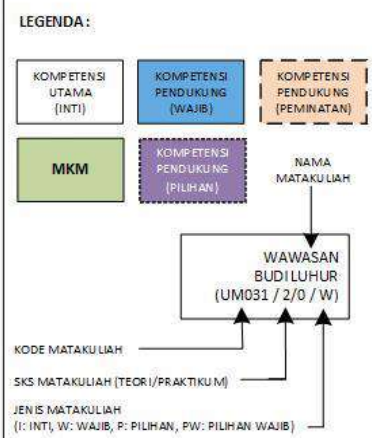 LEGENDA :
KOMPETENSI
UTAMA
(INTI)
KOMPETENSI
PENDUKUNG
(WAJIB)
KOMPETENSI
PENDUKUNG
(PEMINATAN)
MKM
KOMPETENSI
PENDUKUNG
(PILIHAN)
NAMA
MATAKULIAH
WAWASAN
BUDI LUHUR
(UM031 / 2/0 / W)
KODE MATAKULIAH
SKS MATAKULIAH (TEORI/PRAKTIKUM)
JENIS MATAKULIAH
(I: INTI, W: WAJIB, P: PILIHAN, PW: PILIHAN WAJIB)